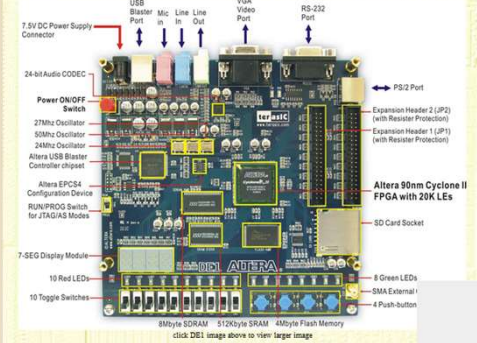 USB
Blaster
Port
Mic
in
Line
In
Line
Out
VGA
Video
Port
RS-232
Port
7.5V DC Power Supply
Connector
24-bit Audio CODEC
Power ON/OFF
Switch
27Mhz Oscillator
50Mhz Oscillator
24Mhz Oscillator
Altera USB Blaster
Controller chipset
Altera EPCS4
Configuration Device
RUN/PROG Switch
for JTAG/AS Modes
7-SEG Display Module
10 Red LEDs
10 Toggle Switches
PS/2 Port
Expansion Header 2 (JP2)
(with Resister Protection)
Expansion Header 1 (JP1)
(with Resister Protection)
Altera 90nm Cyclone II
FPGA with 20K LEs
SD Card Socket
8 Green LEDs
SMA External
4 Push-button
terasIC
DE1 ALTERA
8Mbyte SDRAM
512Kbyte SRAM
4Mbyte Flash Memory
click DE1 image above to view larger image